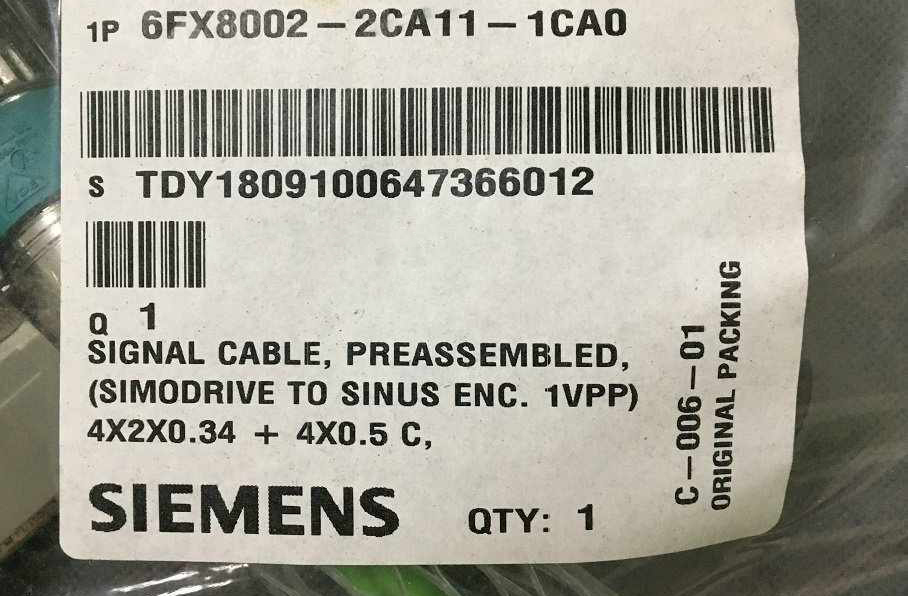 1P 6FX8002-2CA11-1CA0
S TDY1809100647366012
Q 1
SIGNAL CABLE, PREASSEMBLED,
(SIMODRIVE TO SINUS ENC. 1VPP)
4X2X0.34 + 4X0.5 C,
SIEMENS QTY: 1
C-006-01
ORIGINAL PACKING